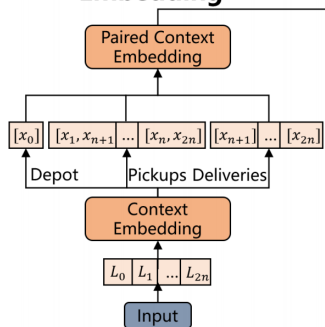 Paired Context
Embedding
[x₀] [x₁, xₙ₊₁] ... [xₙ, x₂ₙ] [xₙ₊₁] ... [x₂ₙ]
Depot Pickups Deliveries
Context
Embedding
L₀ L₁ ... L₂ₙ
Input